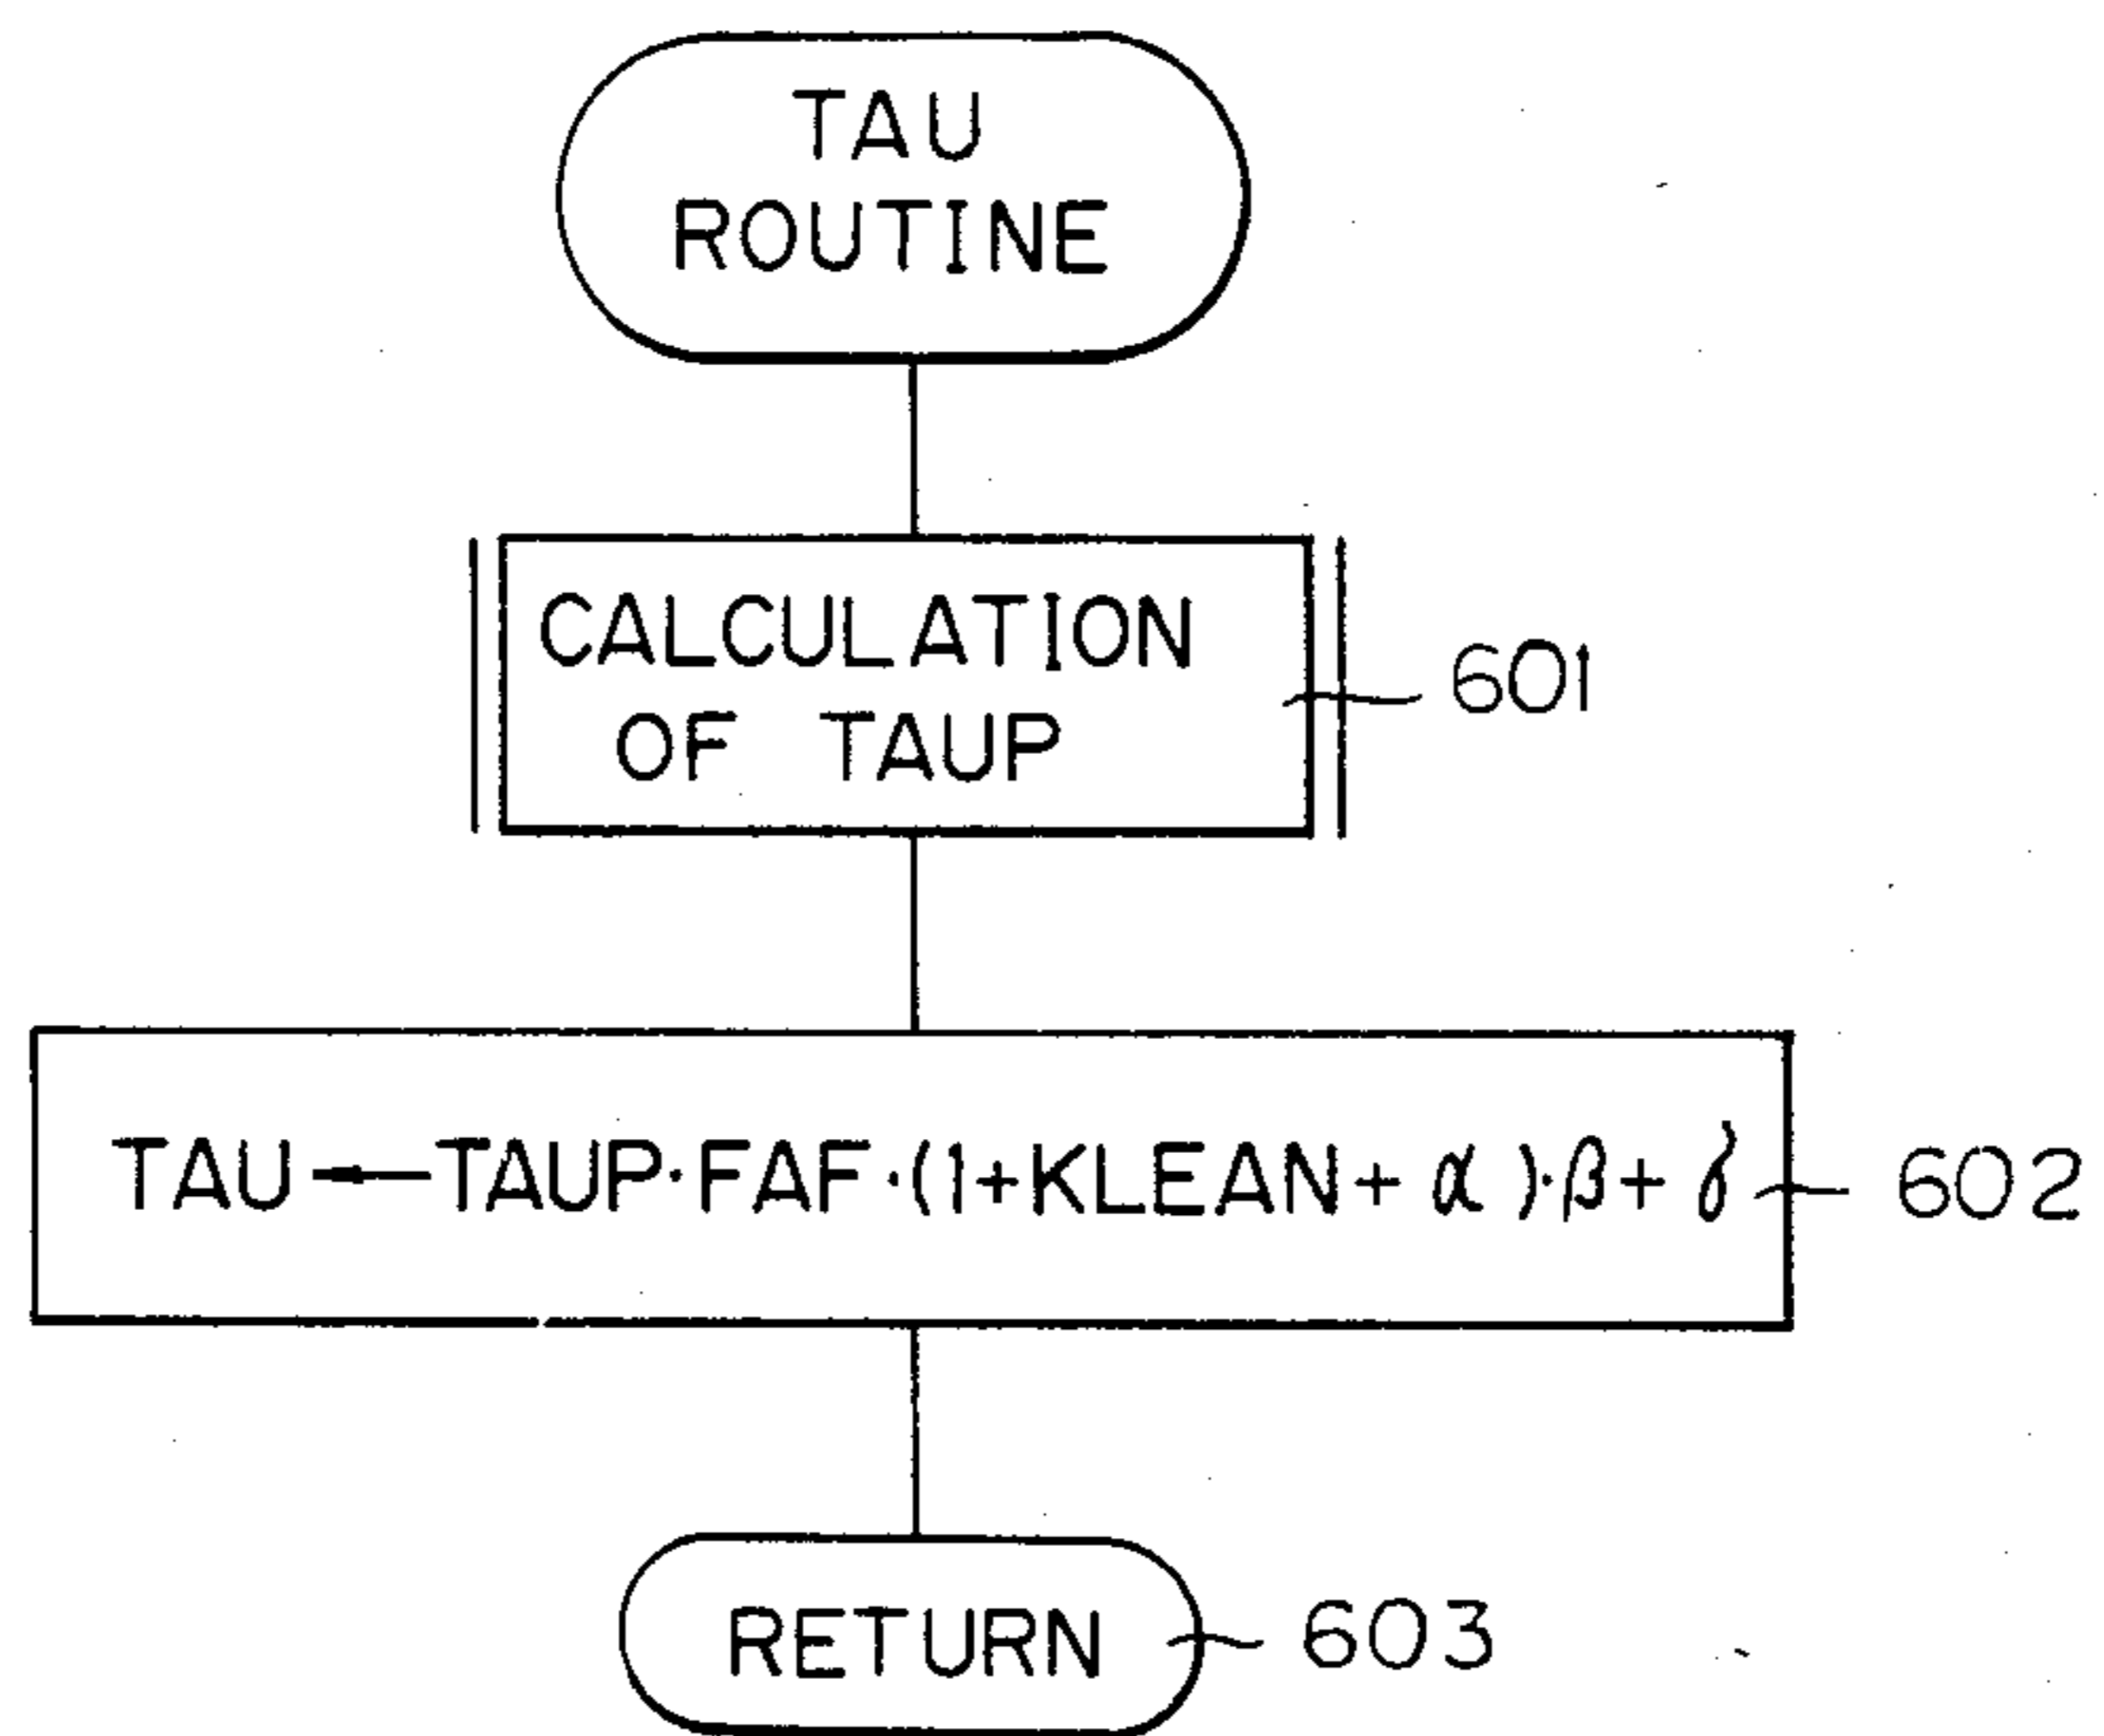 TAU
ROUTINE
CALCULATION
OF TAUP
601
TAU←TAUP·FAF·(1+KLEAN+α)·β+γ
602
RETURN
603